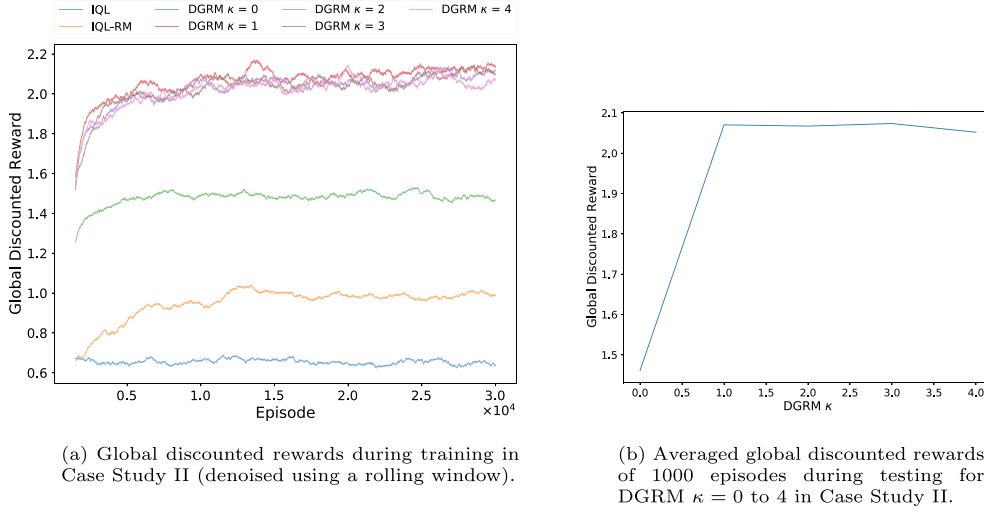 IQL DGRM κ = 0 DGRM κ = 2 DGRM κ = 4
IQL-RM DGRM κ = 1 DGRM κ = 3
Global Discounted Reward
2.2
2.0
1.8
1.6
1.4
1.2
1.0
0.8
0.6
0.5 1.0 1.5 2.0 2.5 3.0
×10⁴
Episode
(a) Global discounted rewards during training in
Case Study II (denoised using a rolling window).
Global Discounted Reward
2.1
2.0
1.9
1.8
1.7
1.6
1.5
0.0 0.5 1.0 1.5 2.0 2.5 3.0 3.5 4.0
DGRM κ
(b) Averaged global discounted rewards
of 1000 episodes during testing for
DGRM κ = 0 to 4 in Case Study II.